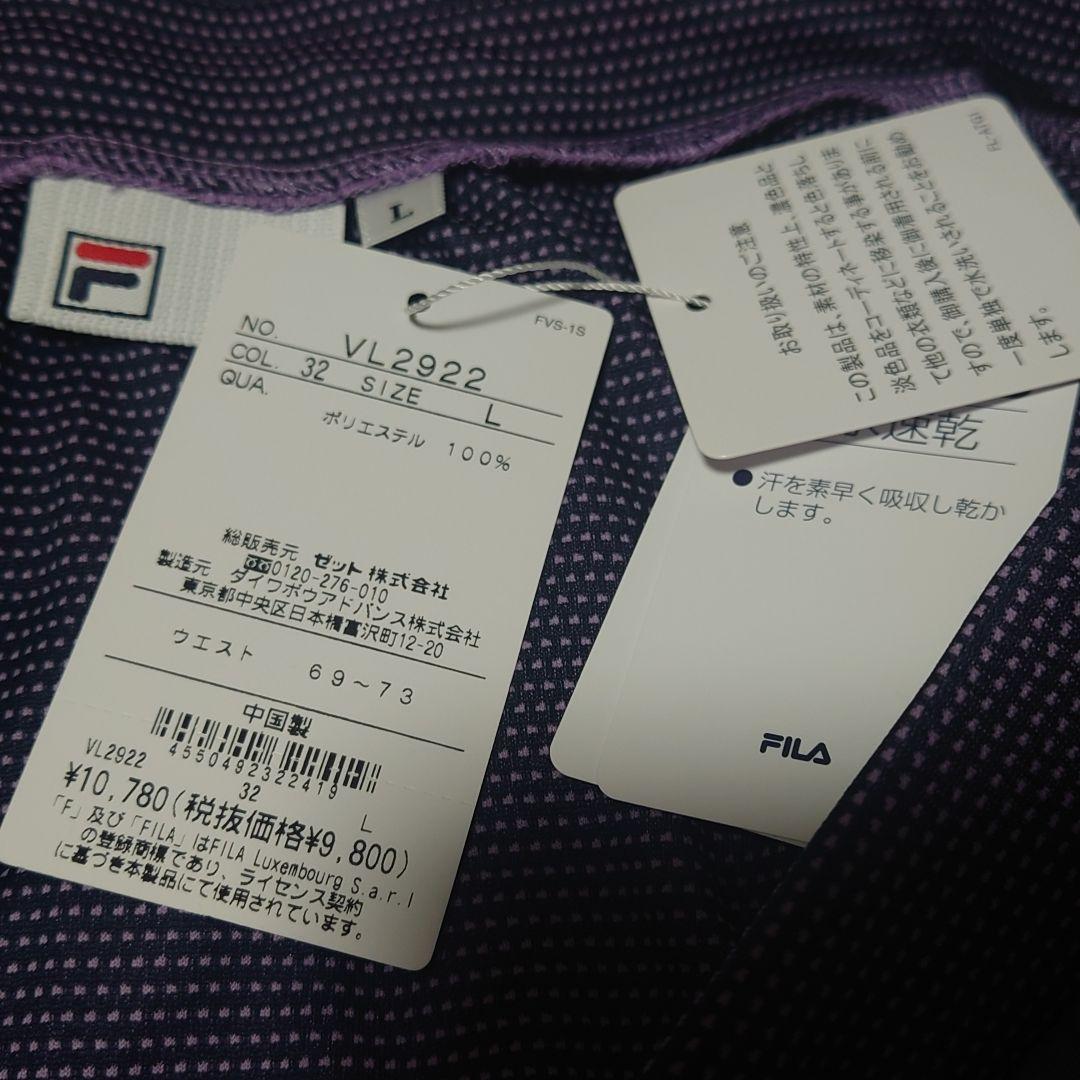 L
FVS-1S
NO. VL2922
COL. 32 SIZE L
QUA.
ポリエステル 100%
総販売元 ゼット株式会社
0120-276-010
製造元 ダイワボウアドバンス株式会社
東京都中央区日本橋富沢町12-20
ウエスト 69~73
中国製
4550492322419
VL2922 32 L
¥10,780(税抜価格¥9,800)
「F」及び「FILA」はFILA Luxembourg S.a.r.l
の登録商標であり、ライセンス契約
に基づき本製品にて使用されています。
お取り扱いのご注意
この製品は、素材の特性上、濃色品と
淡色品をコーディネートすると色落ちし
て他の衣類などに移染する事がありま
すので、御購入後に御着用される前に
一度単独で水洗いされることをお勧め
します。
速乾
●汗を素早く吸収し乾か
します。
FILA